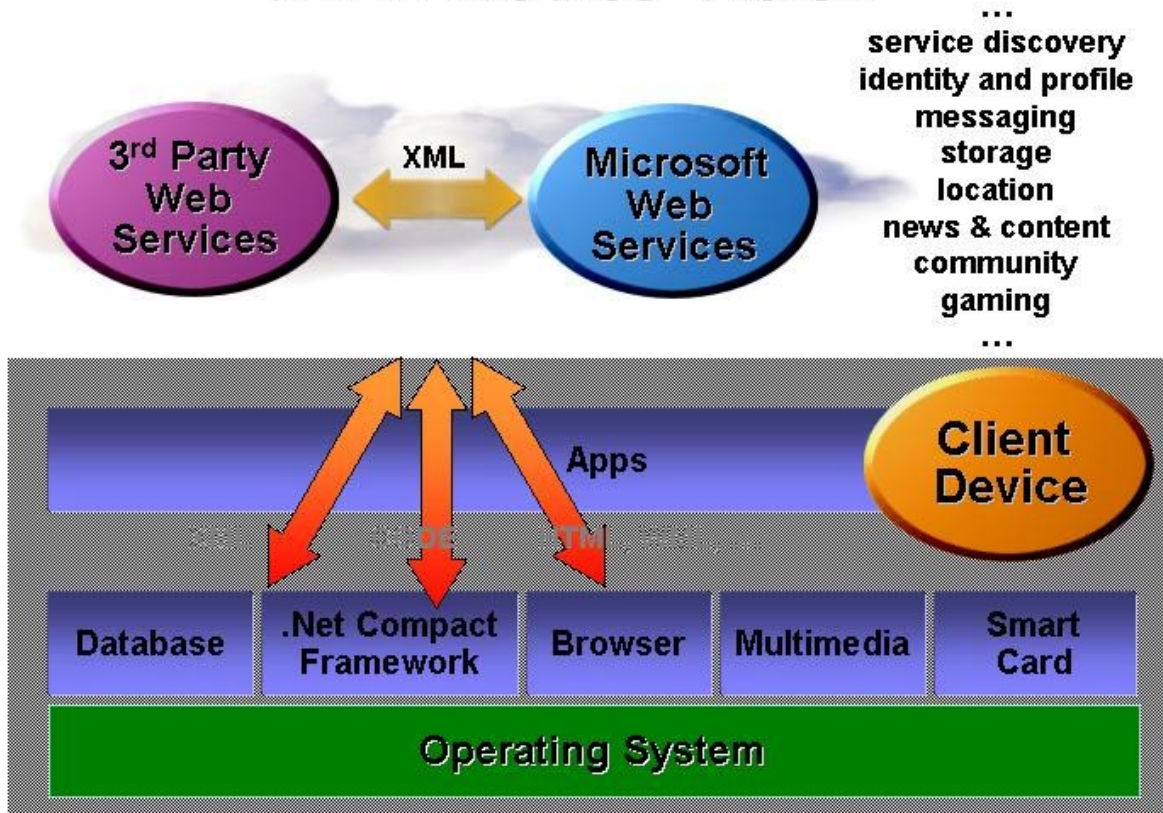 ...
service discovery
identity and profile
messaging
storage
location
news & content
community
gaming
...
3rd Party
Web
Services
XML
Microsoft
Web
Services
Client
Device
Apps
Database
.Net Compact
Framework
Browser
Multimedia
Smart
Card
Operating System